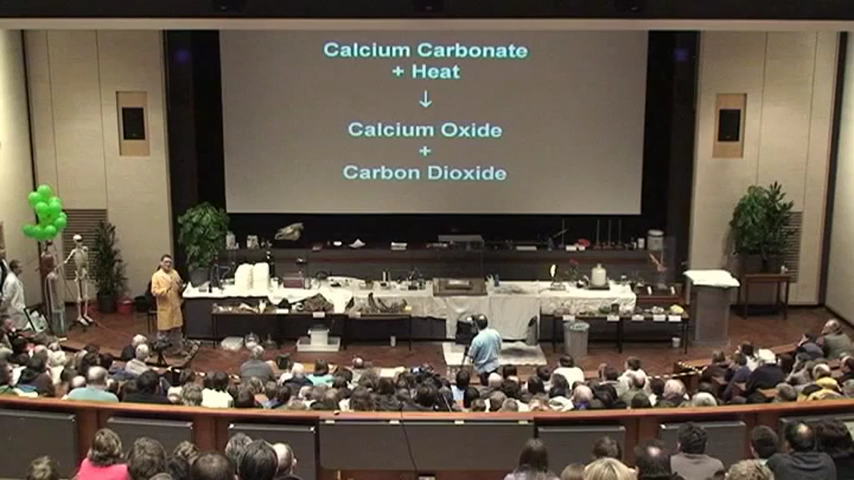 Calcium Carbonate
+ Heat
↓
Calcium Oxide
+
Carbon Dioxide